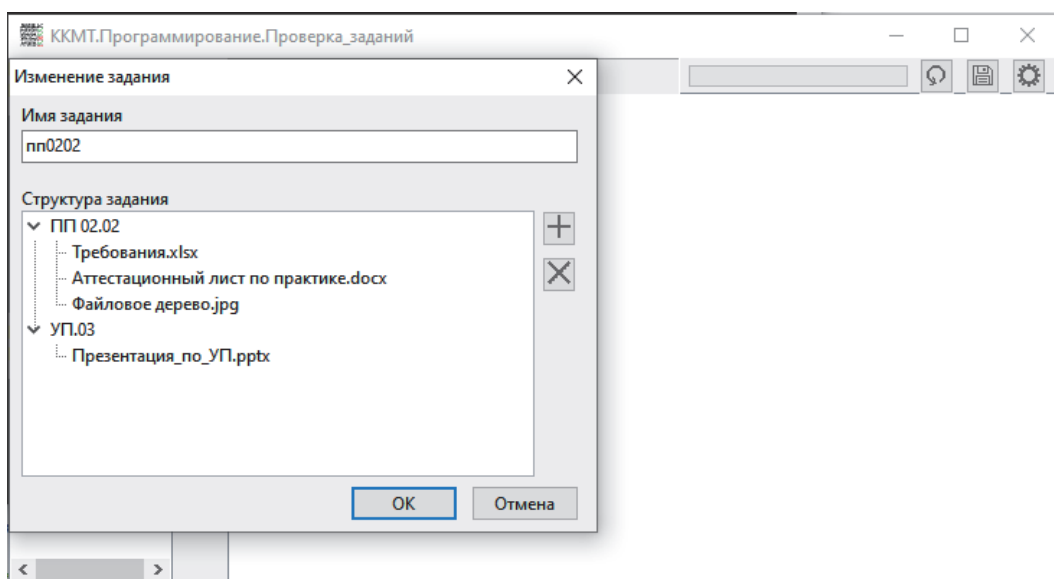 ККМТ.Программирование.Проверка_заданий
Изменение задания
Имя задания
пп0202
Структура задания
ПП 02.02
Требования.xlsx
Аттестационный лист по практике.docx
Файловое дерево.jpg
УП.03
Презентация_по_УП.pptx
ОК
Отмена